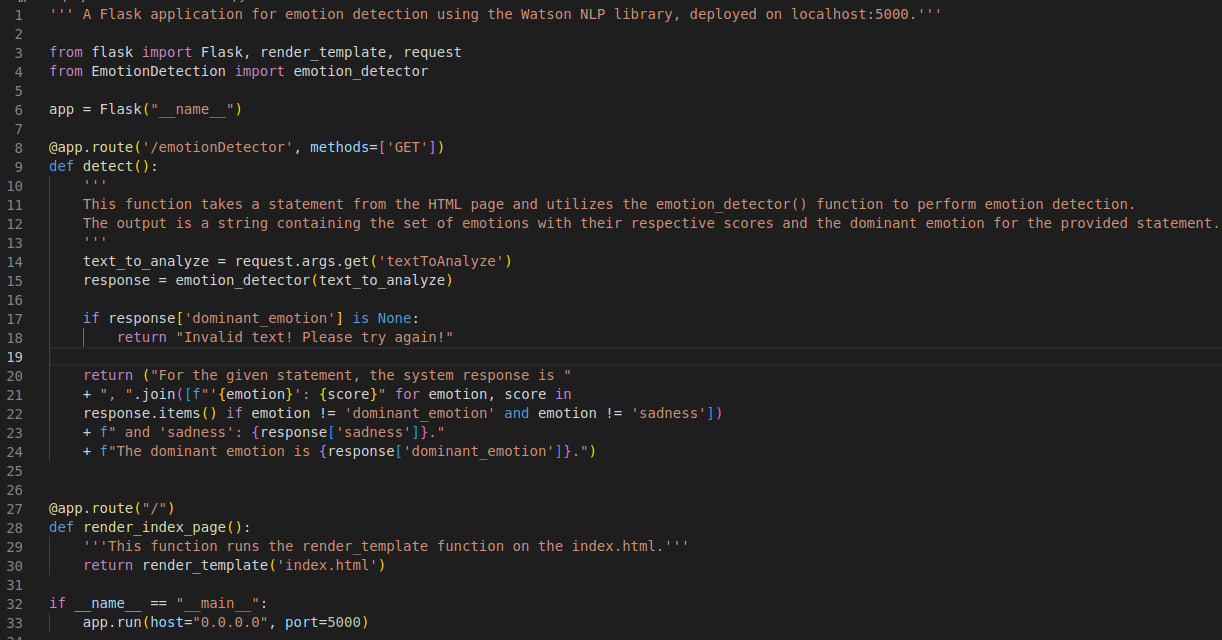 1 ''' A Flask application for emotion detection using the Watson NLP library, deployed on localhost:5000.'''
2
3 from flask import Flask, render_template, request
4 from EmotionDetection import emotion_detector
5
6 app = Flask("__name__")
7
8 @app.route('/emotionDetector', methods=['GET'])
9 def detect():
10     '''
11     This function takes a statement from the HTML page and utilizes the emotion_detector() function to perform emotion detection.
12     The output is a string containing the set of emotions with their respective scores and the dominant emotion for the provided statement.
13     '''
14     text_to_analyze = request.args.get('textToAnalyze')
15     response = emotion_detector(text_to_analyze)
16
17     if response['dominant_emotion'] is None:
18         return "Invalid text! Please try again!"
19
20     return ("For the given statement, the system response is "
21     + ", ".join([f"'{emotion}': {score}" for emotion, score in
22     response.items() if emotion != 'dominant_emotion' and emotion != 'sadness'])
23     + f" and 'sadness': {response['sadness']}."
24     + f"The dominant emotion is {response['dominant_emotion']}.")
25
26
27 @app.route("/")
28 def render_index_page():
29     '''This function runs the render_template function on the index.html.'''
30     return render_template('index.html')
31
32 if __name__ == "__main__":
33     app.run(host="0.0.0.0", port=5000)